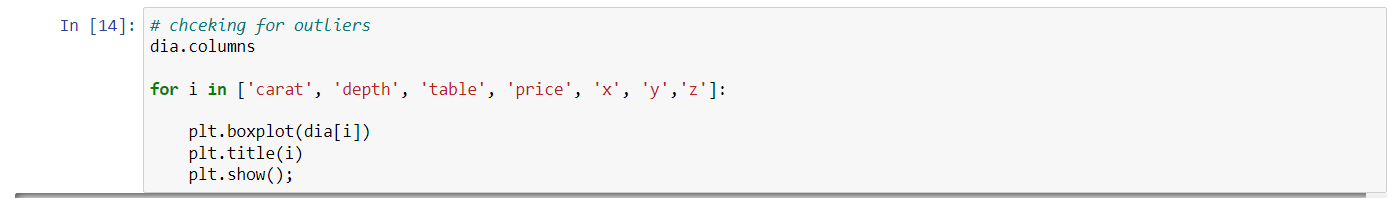 In [14]: # chceking for outliers
dia.columns
for i in ['carat', 'depth', 'table', 'price', 'x', 'y','z']:
plt.boxplot(dia[i])
plt.title(i)
plt.show();